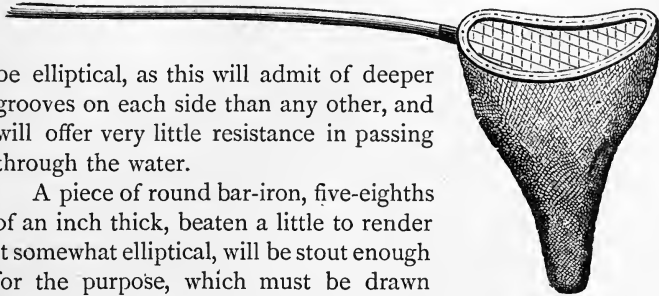 be elliptical, as this will admit of deeper
grooves on each side than any other, and
will offer very little resistance in passing
through the water.
A piece of round bar-iron, five-eighths
of an inch thick, beaten a little to render
it somewhat elliptical, will be stout enough
for the purpose, which must be drawn